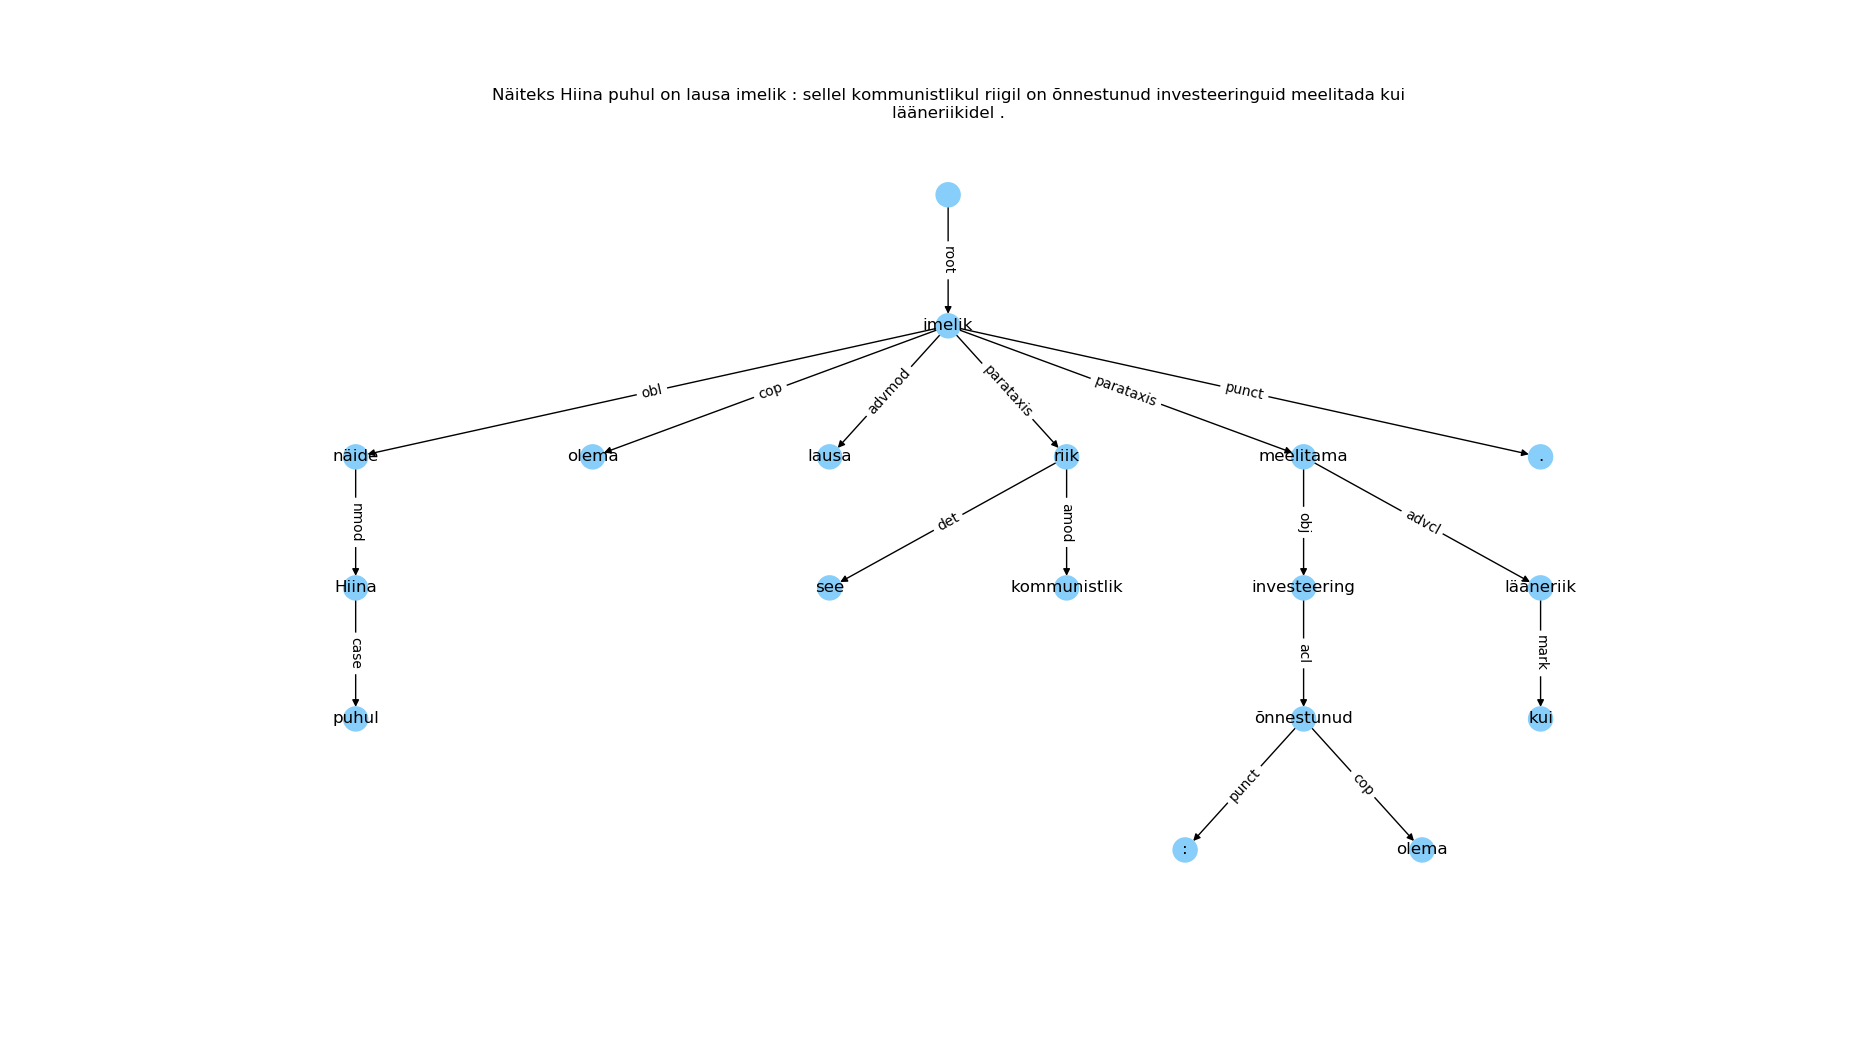 Näiteks Hiina puhul on lausa imelik : sellel kommunistlikul riigil on õnnestunud investeeringuid meelitada kui
lääneriikidel .
root
imelik
obl
cop
advmod
parataxis
parataxis
punct
näide
olema
lausa
riik
meelitama
.
nmod
det
amod
obj
advcl
Hiina
see
kommunistlik
investeering
lääneriik
case
acl
mark
puhul
õnnestunud
kui
punct
cop
:
olema